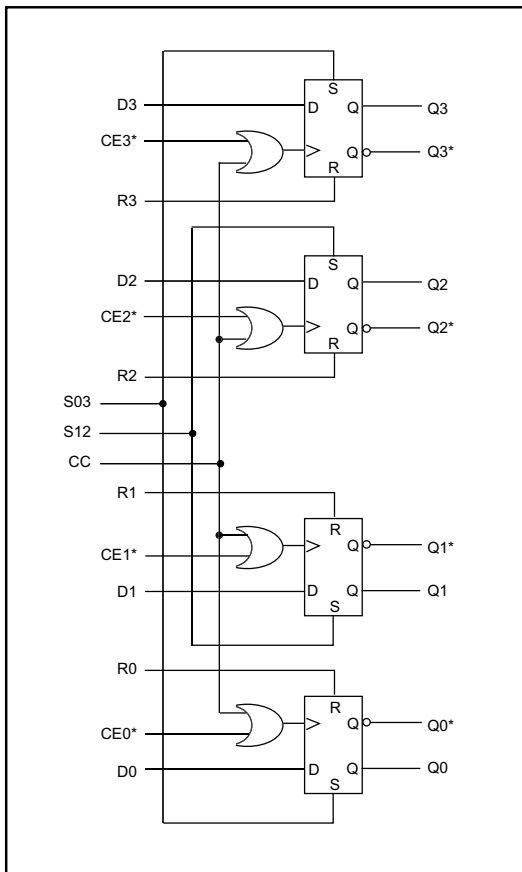 S
D3 D Q Q3
CE3* Q Q3*
R
R3
S
D2 D Q Q2
CE2* Q Q2*
R
R2
S03
S12
CC
R1
R
CE1* Q Q1*
D1 D Q Q1
S
R0
R
CE0* Q Q0*
D0 D Q Q0
S